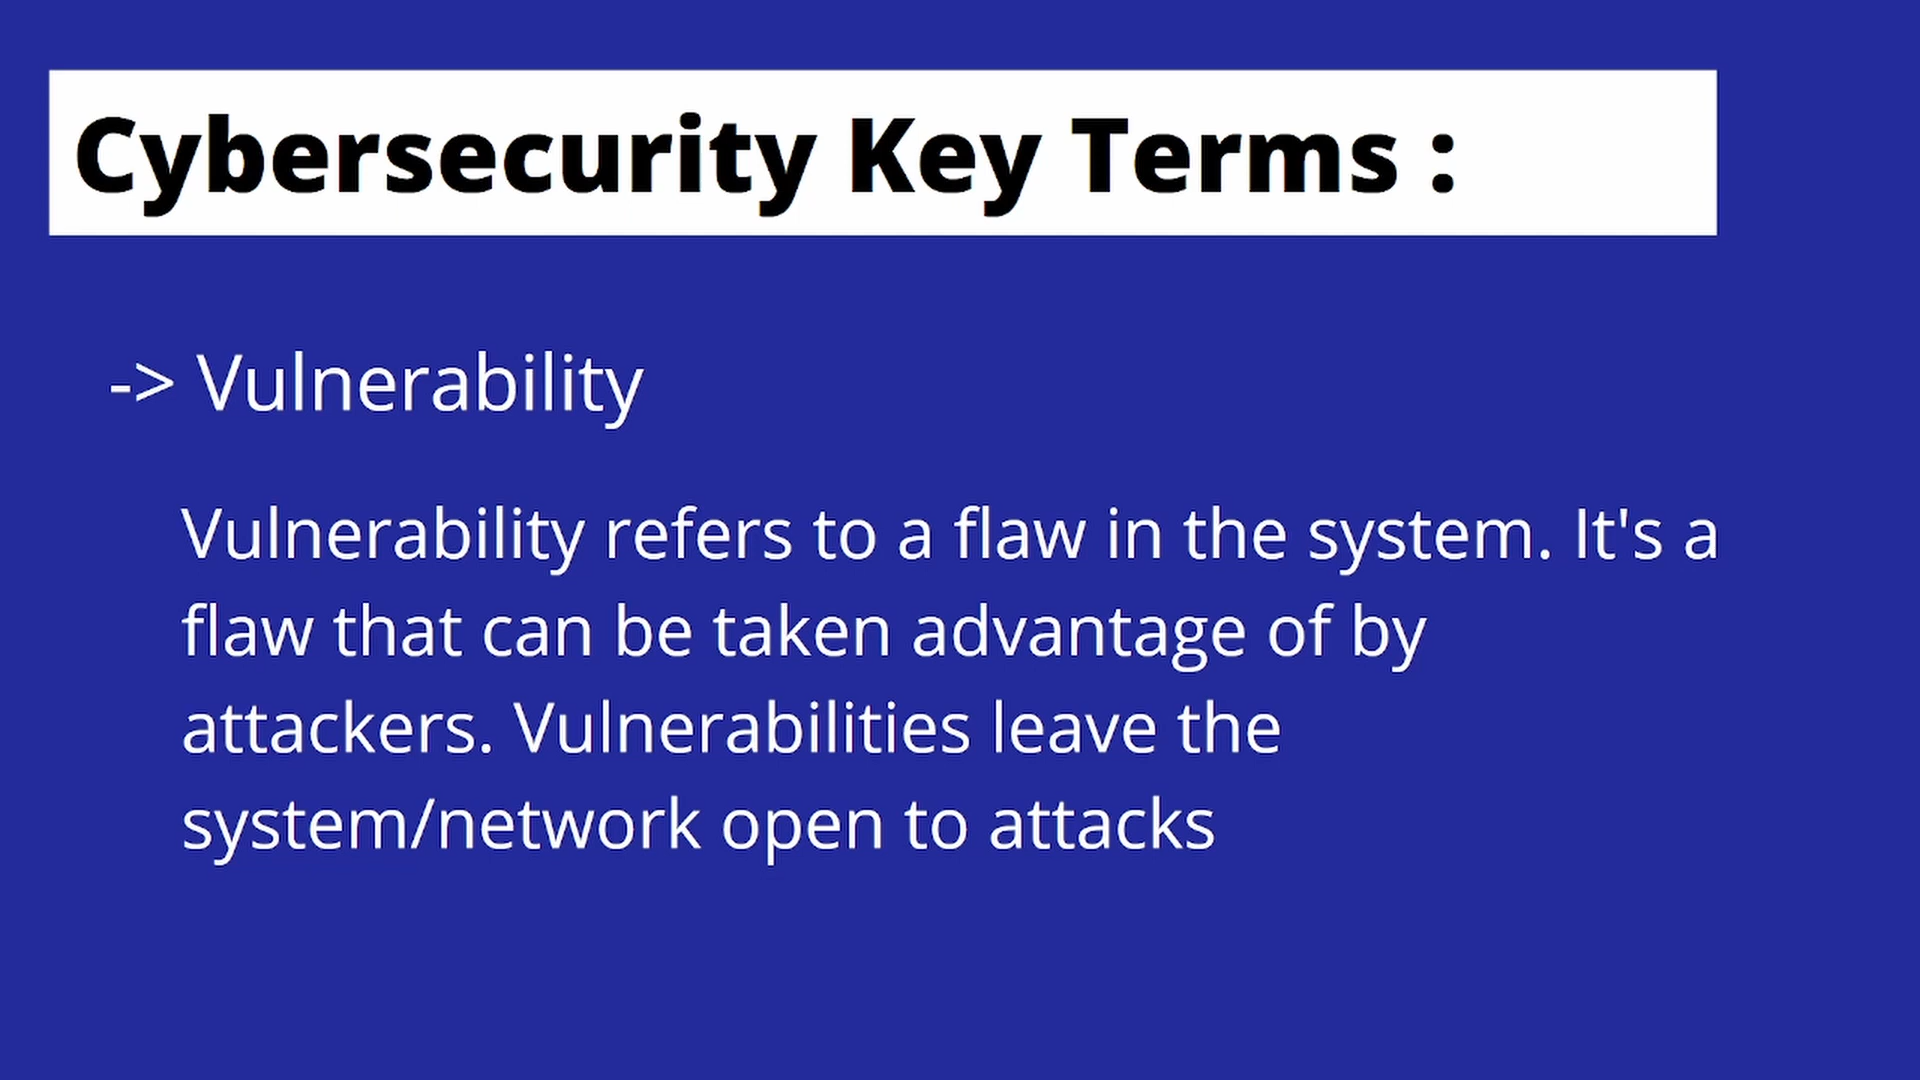 Cybersecurity Key Terms :
-> Vulnerability
Vulnerability refers to a flaw in the system. It's a
flaw that can be taken advantage of by
attackers. Vulnerabilities leave the
system/network open to attacks